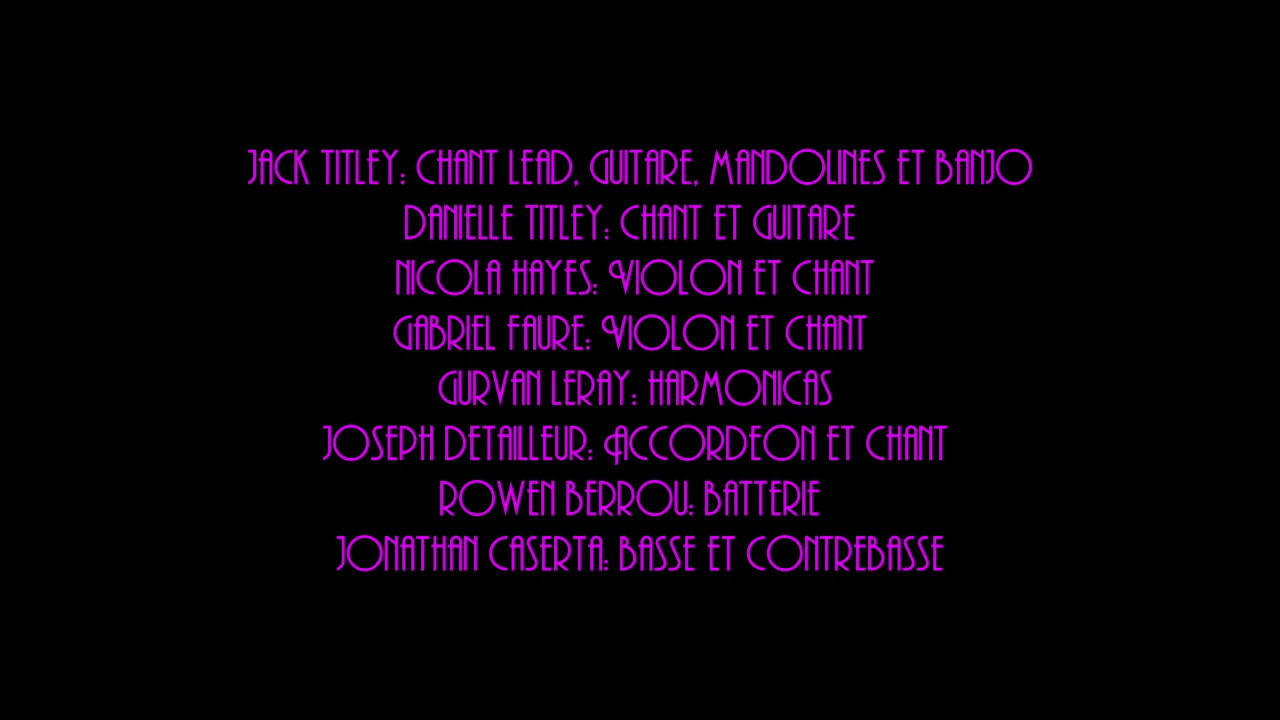 JACK TITLEY: CHANT LEAD, GUITARE, MANDOLINES ET BANJO
DANIELLE TITLEY: CHANT ET GUITARE
NICOLA HAYES: VIOLON ET CHANT
GABRIEL FAURE: VIOLON ET CHANT
GURVAN LERAY: HARMONICAS
JOSEPH DETAILLEUR: ACCORDEON ET CHANT
ROWEN BERROU: BATTERIE
JONATHAN CASERTA: BASSE ET CONTREBASSE